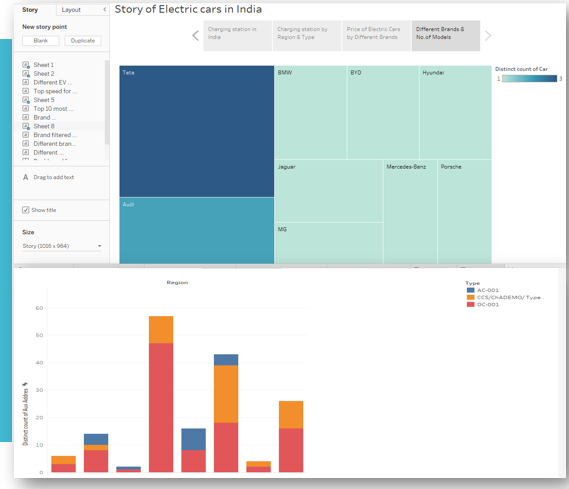 Story
Layout
<
New story point
Blank
Duplicate
Sheet 1
Sheet 2
Different EV ...
Top speed for ...
Sheet 5
Top 10 most ...
Brand ...
Sheet 8
Brand filtered ...
Different bran...
Different ...
A Drag to add text
Show title
Size
Story (1016 x 964)
Story of Electric cars in India
Charging station in
India
Charging station by
Region & Type
Price of Electric Cars
by Different Brands
Different Brands &
No.of Models
Tata
BMW
BYD
Hyundai
Jaguar
Mercedes-Benz
Porsche
Audi
MG
Distinct count of Car
1
3
Region
Type
AC-001
CCS/CHADEMO/ Type..
DC-001
Distinct count of Aux Addres
60
50
40
30
20
10
0